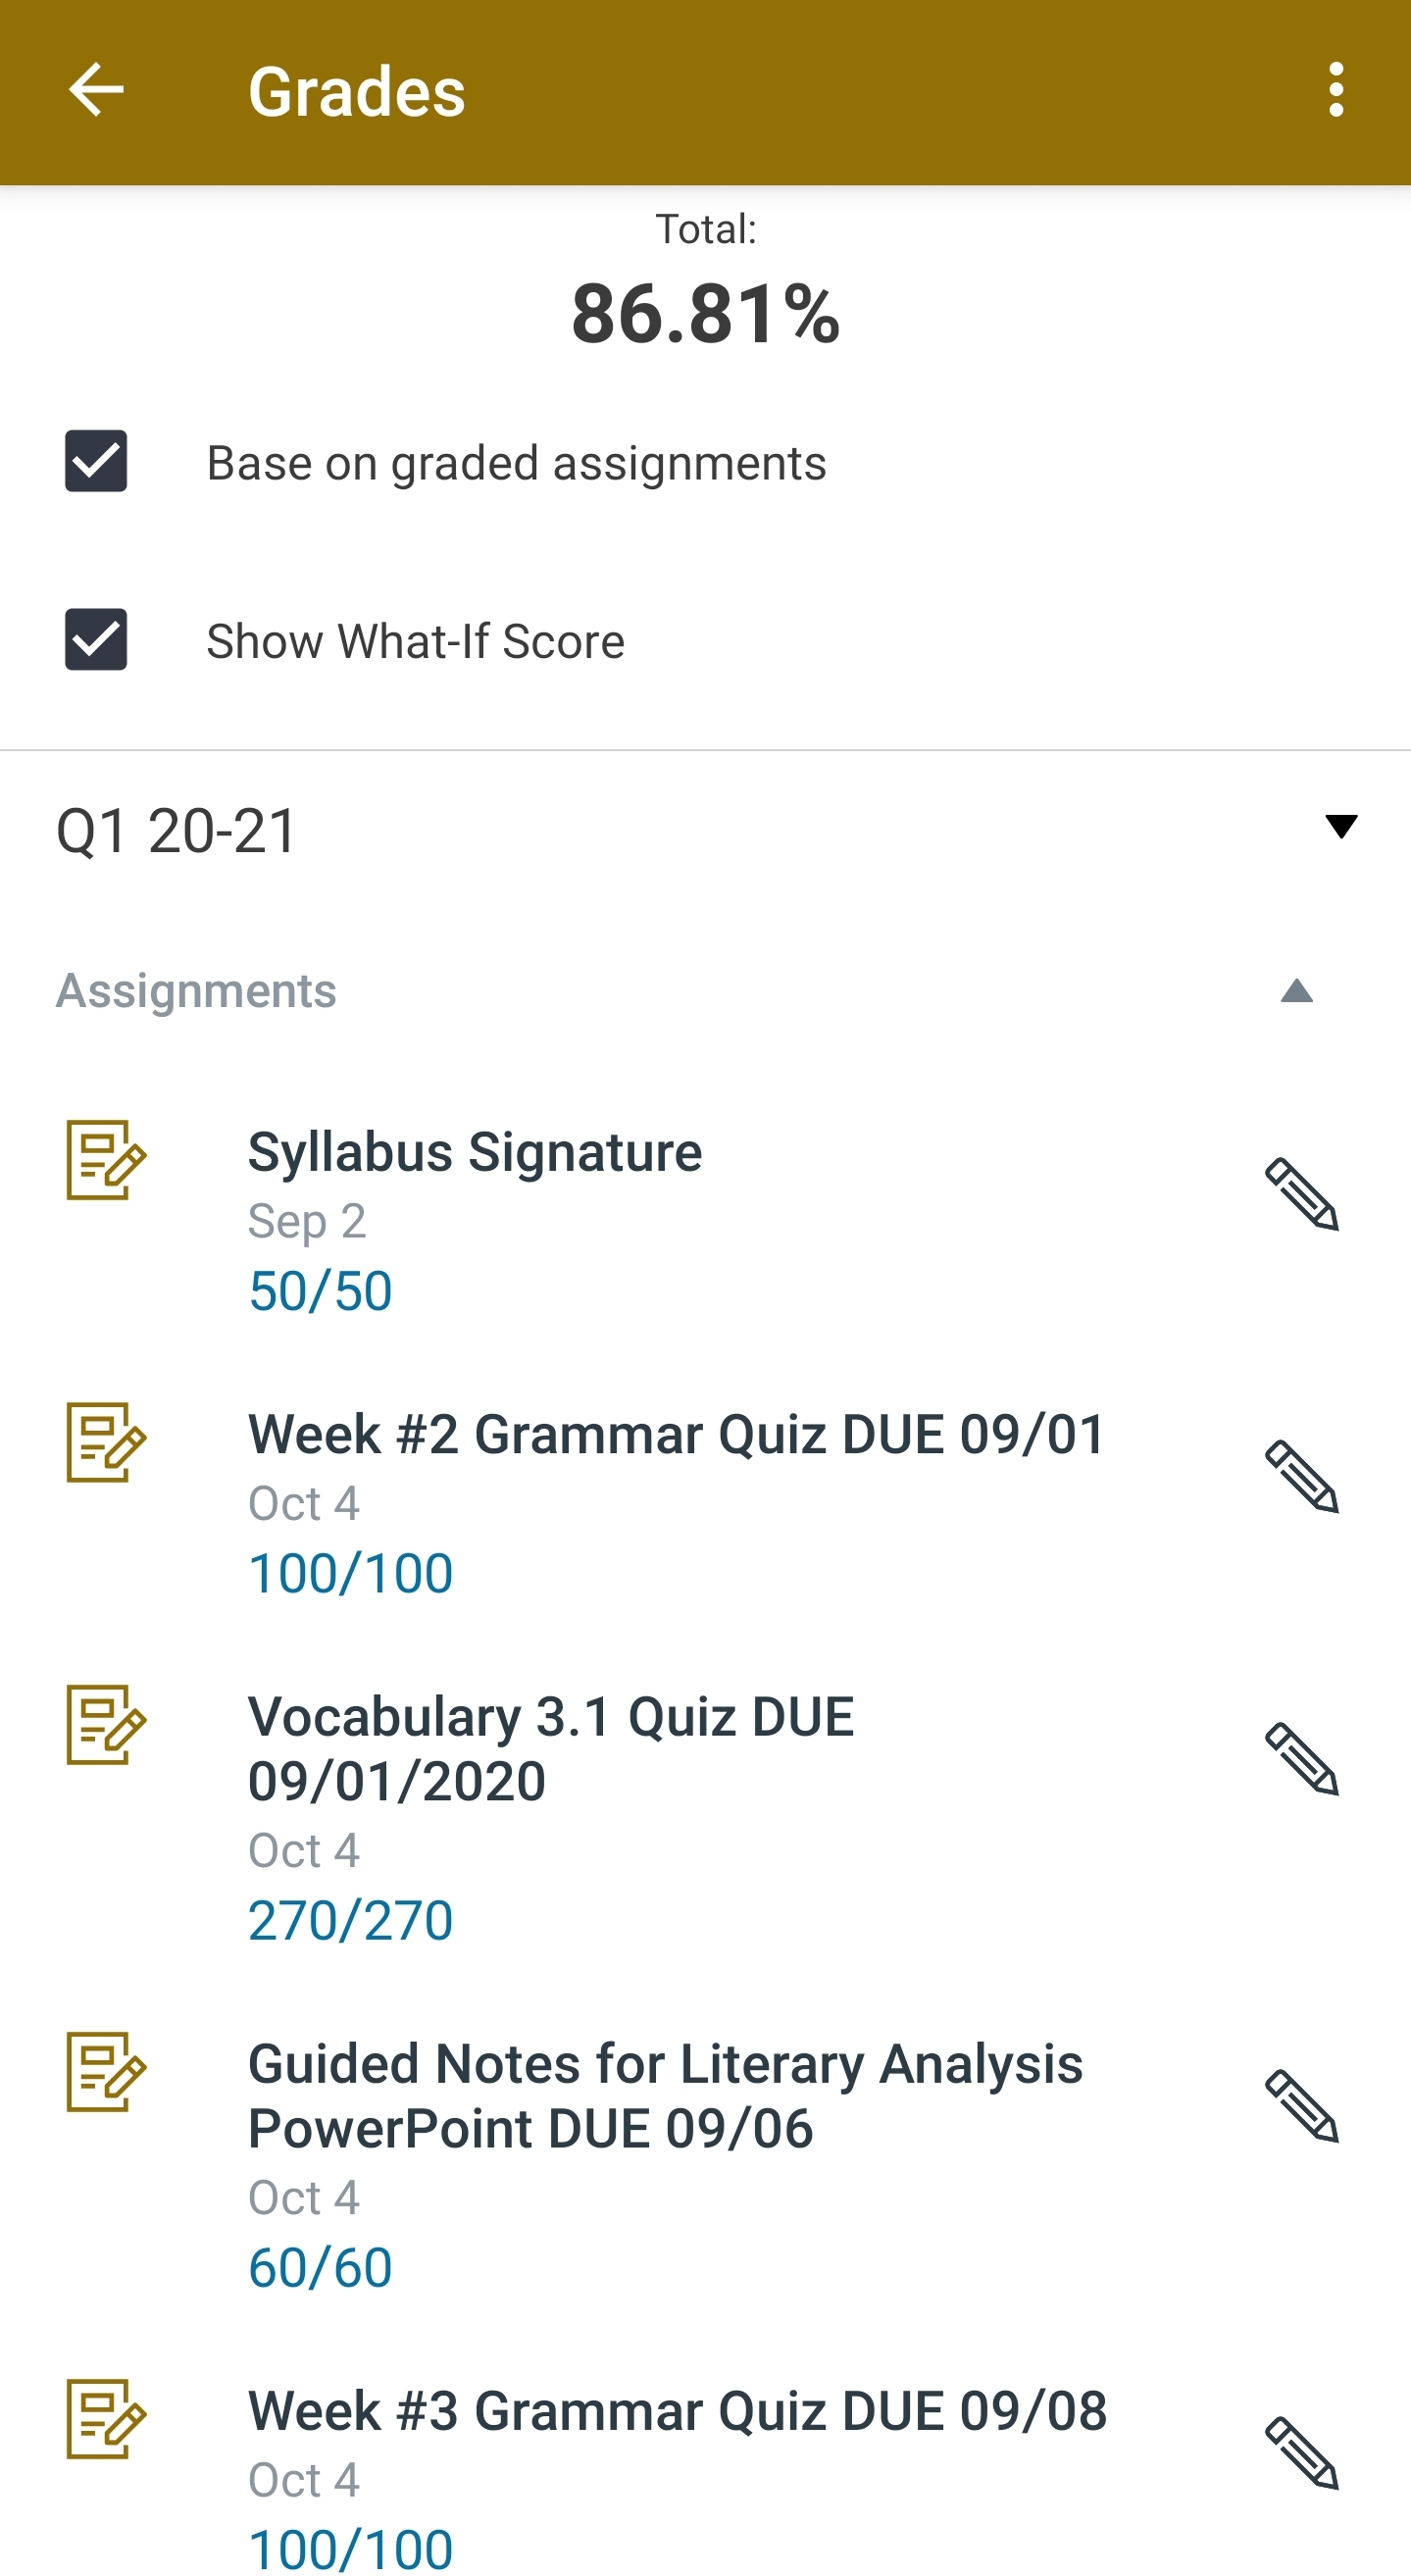 Grades
Total:
86.81%
Base on graded assignments
Show What-If Score
Q1 20-21
Assignments
Syllabus Signature
Sep 2
50/50
Week #2 Grammar Quiz DUE 09/01
Oct 4
100/100
Vocabulary 3.1 Quiz DUE
09/01/2020
Oct 4
270/270
Guided Notes for Literary Analysis
PowerPoint DUE 09/06
Oct 4
60/60
Week #3 Grammar Quiz DUE 09/08
Oct 4
100/100